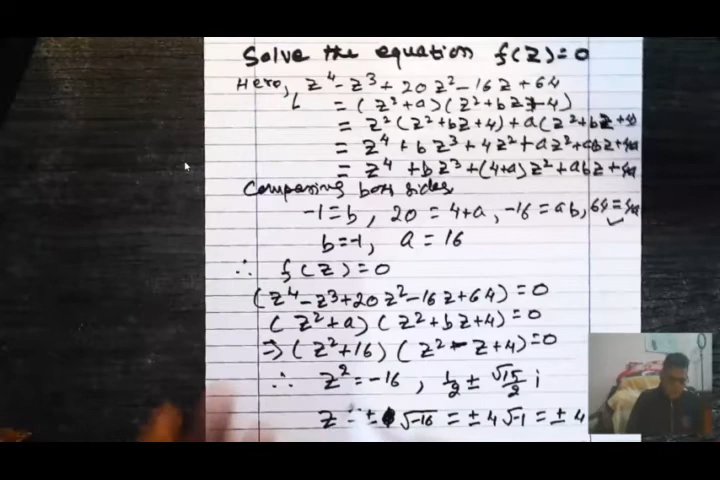 Solve the equation f(z)=0
Here, z⁴-z³+20z²-16z+64
=(z²+a)(z²+bz+4)
= z²(z²+bz+4)+a(z²+bz+4)
= z⁴+bz³+4z²+az²+abz+4a
= z⁴+bz³+(4+a)z²+abz+4a
Comparing both sides,
-1=b, 20=4+a, -16=ab, 64=4a
b=-1, a=16
∴ f(z)=0
(z⁴-z³+20z²-16z+64)=0
(z²+a)(z²+bz+4)=0
⇒(z²+16)(z²-z+4)=0
∴ z²=-16, ½ ± √15/2 i
z=±√-16 = ±4√-1 = ±4